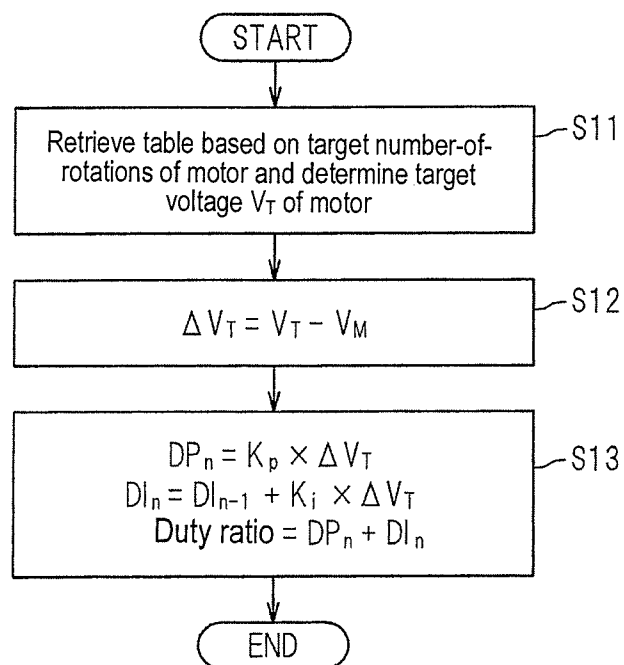 START
Retrieve table based on target number-of-
rotations of motor and determine target
voltage V_T of motor
S11
ΔV_T = V_T − V_M
S12
DP_n = K_p × ΔV_T
DI_n = DI_{n-1} + K_i × ΔV_T
Duty ratio = DP_n + DI_n
S13
END